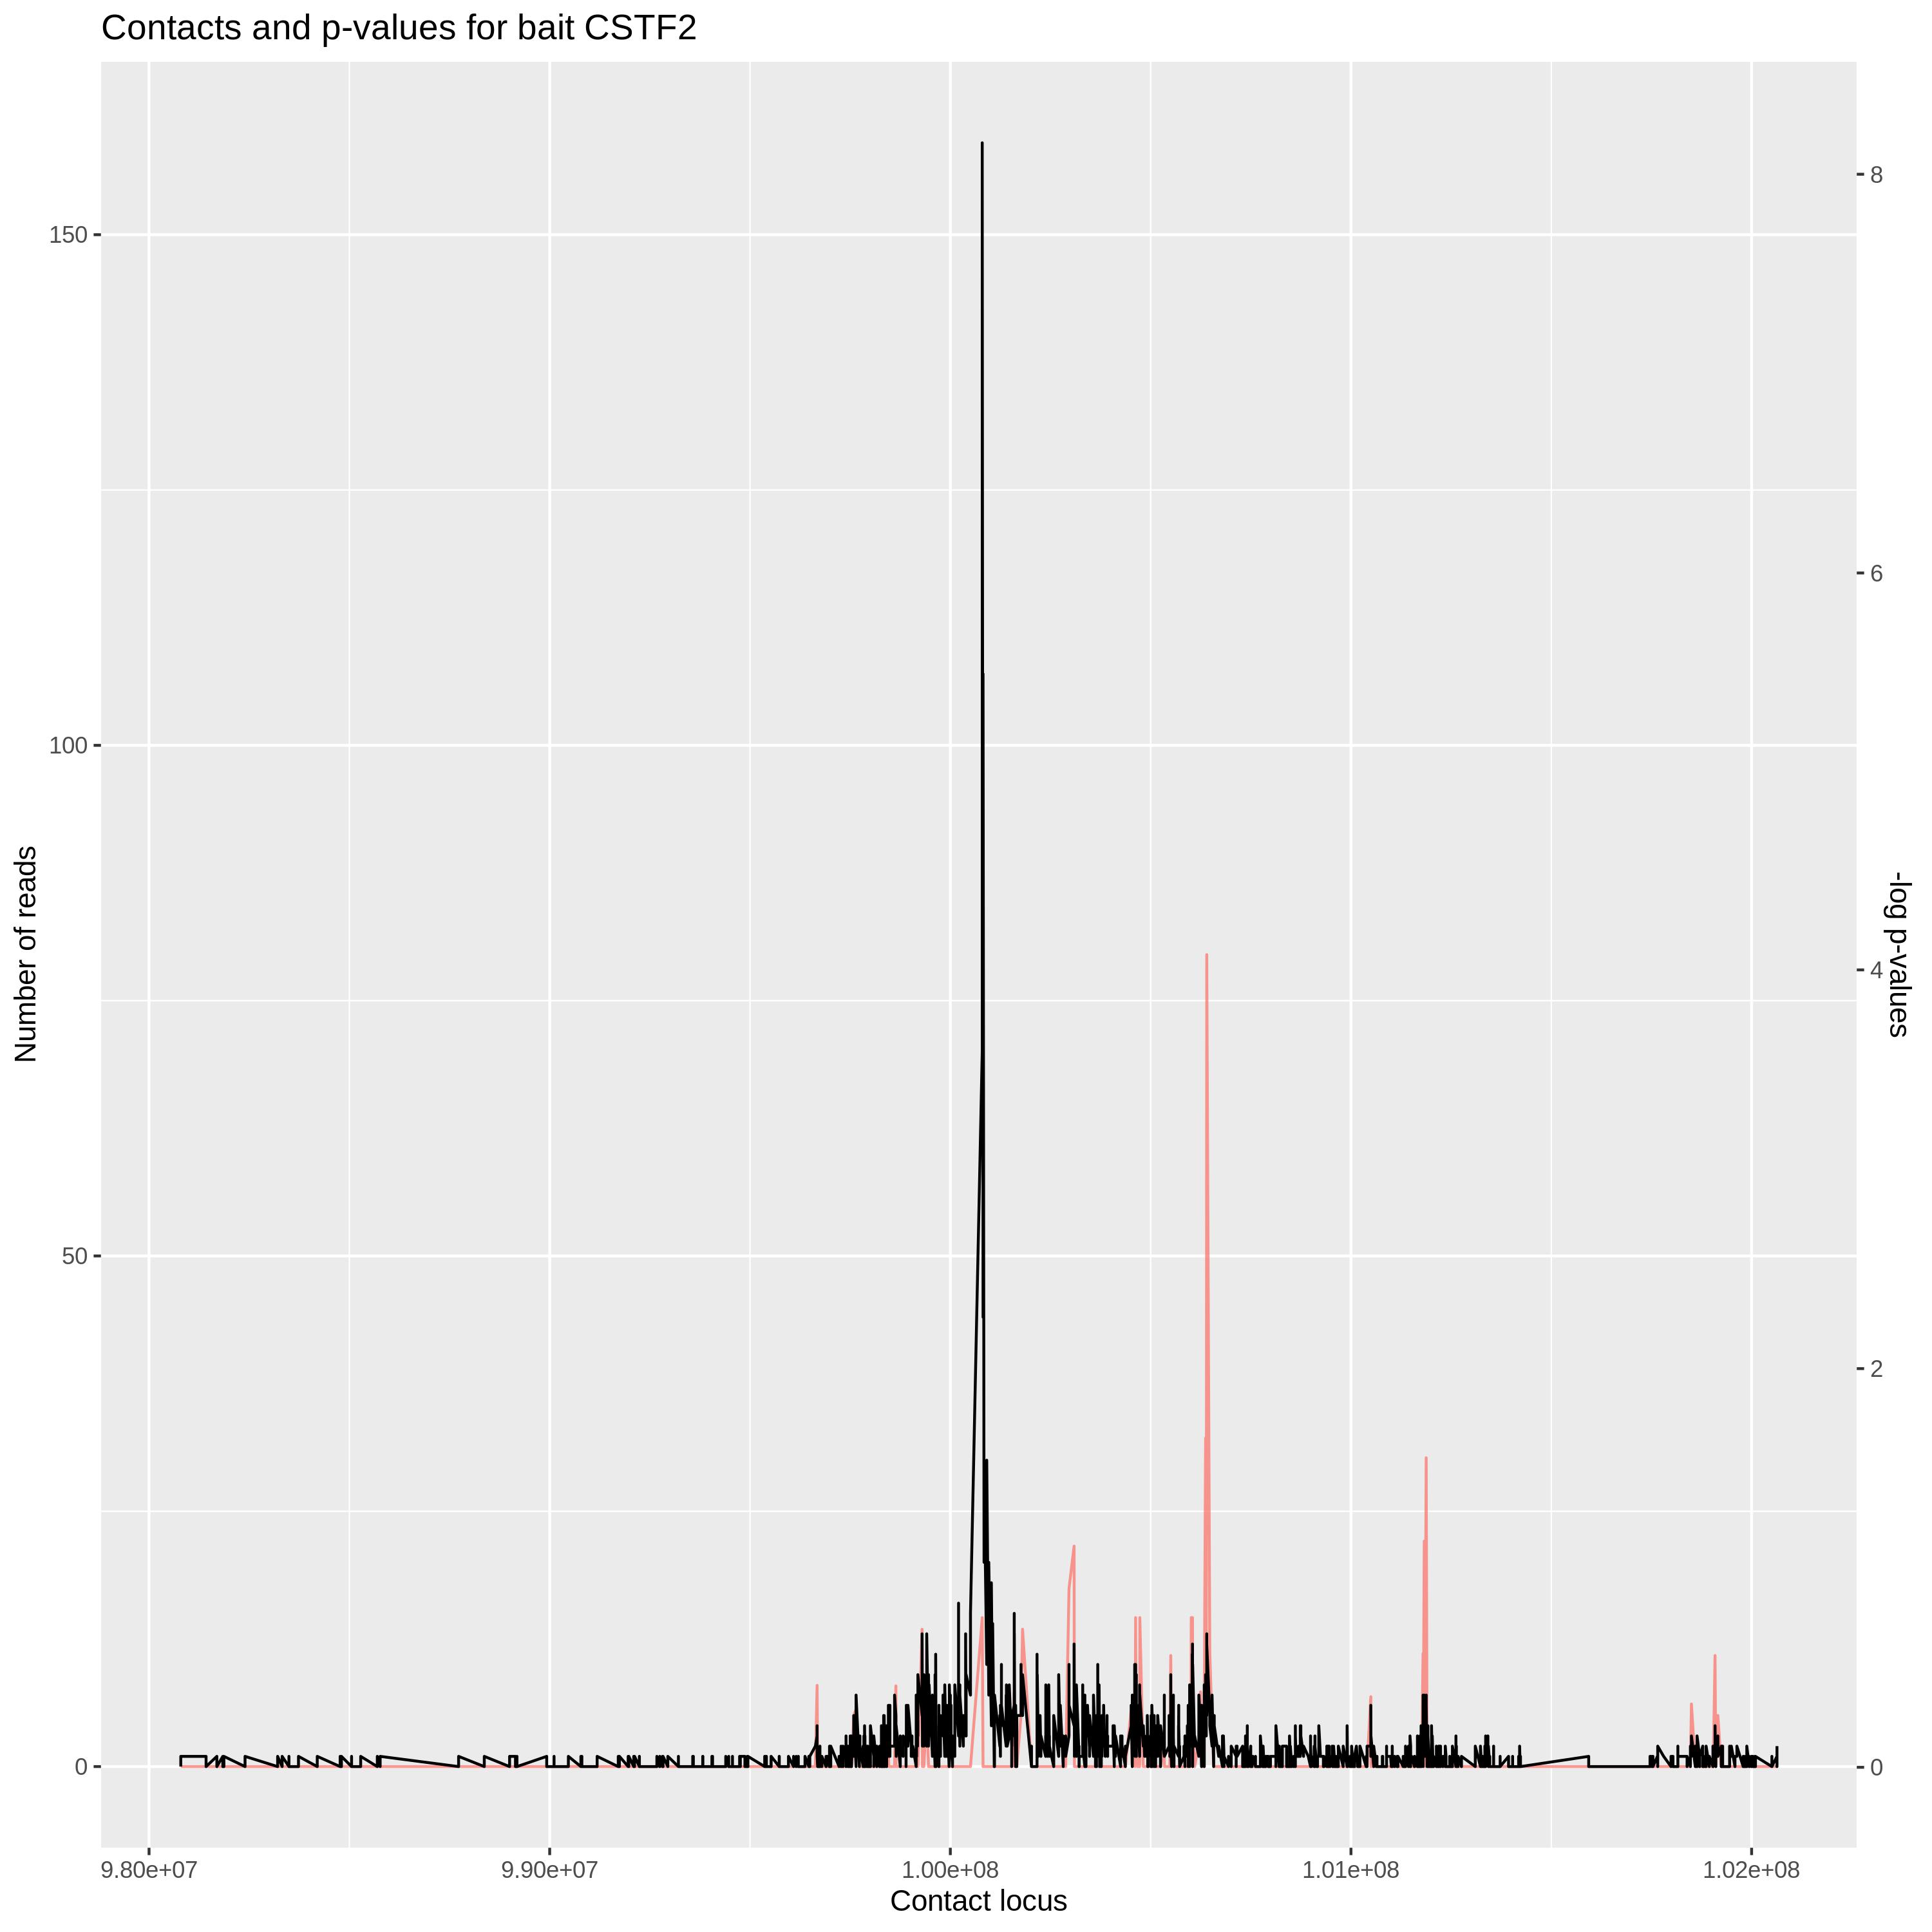 Contacts and p-values for bait CSTF2
150
100
50
0
Number of reads
8
6
4
2
0
-log p-values
9.80e+07
9.90e+07
1.00e+08
1.01e+08
1.02e+08
Contact locus